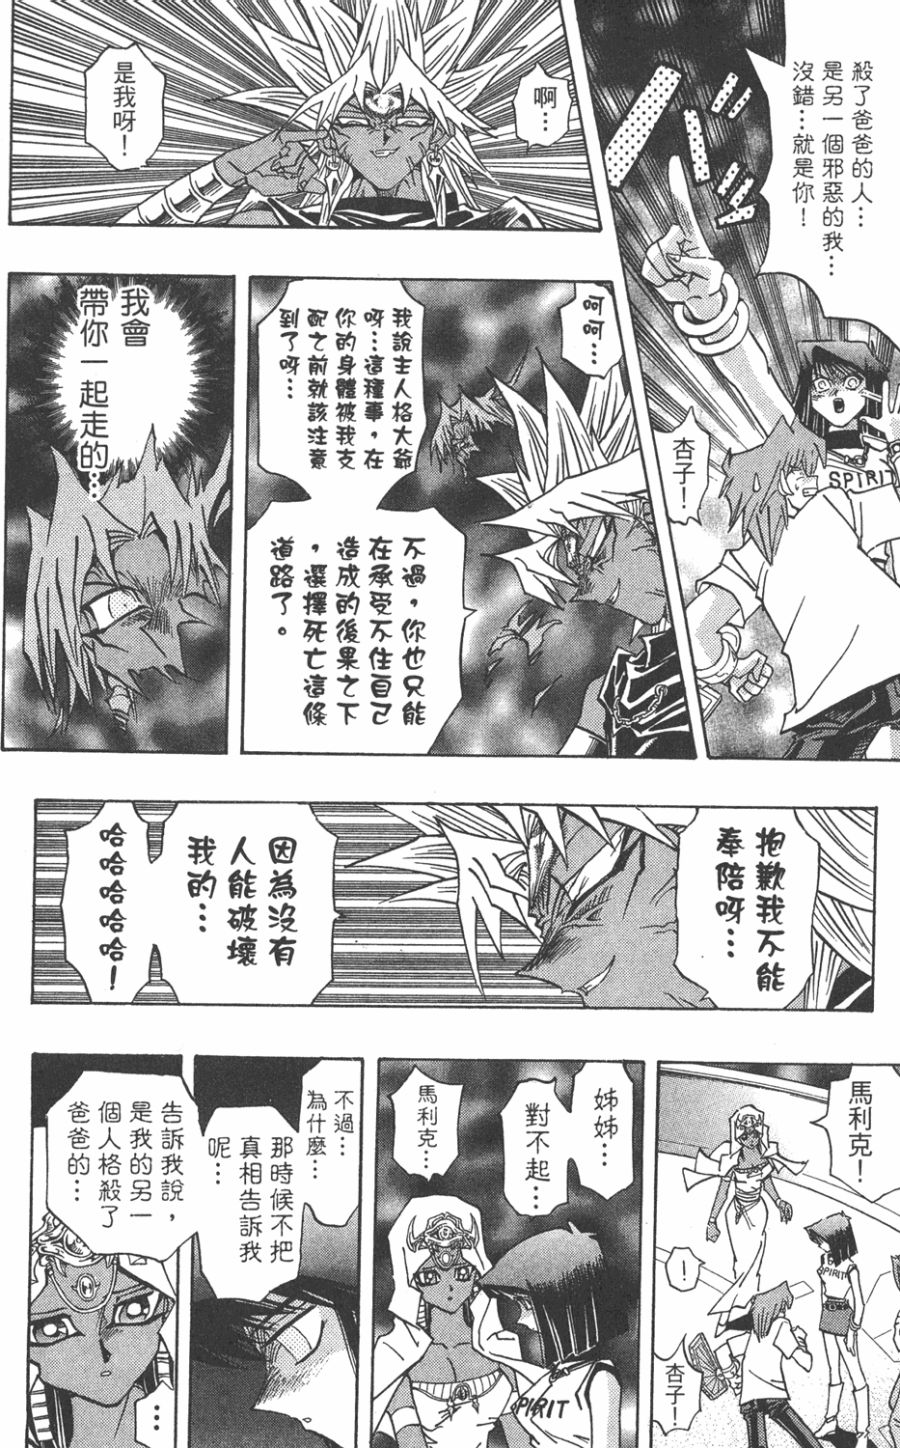 殺了爸爸的人…
是另一個邪惡的我…
沒錯…就是你！
杏子！
SPIRIT
啊…
是我呀！
呵呵…
我說主人格大爺
呀…這種事，在
你的身體被我支
配之前就該注意
到了呀…
不過，你也只能
在承受不住自己
造成的後果之下
，選擇死亡這條
道路了。
我會
帶你一起走的…
抱歉我不能
奉陪呀…
因為沒有
人能破壞
我的…
哈哈哈哈哈！
馬利克！
！
SPIRIT
杏子！
姊姊…
對不起…
馬利克…
SPIRIT
不過…
為什麼…
那時候不把
真相告訴我
呢…
告訴我說，
是我的另一
個人格殺了
爸爸的…
…